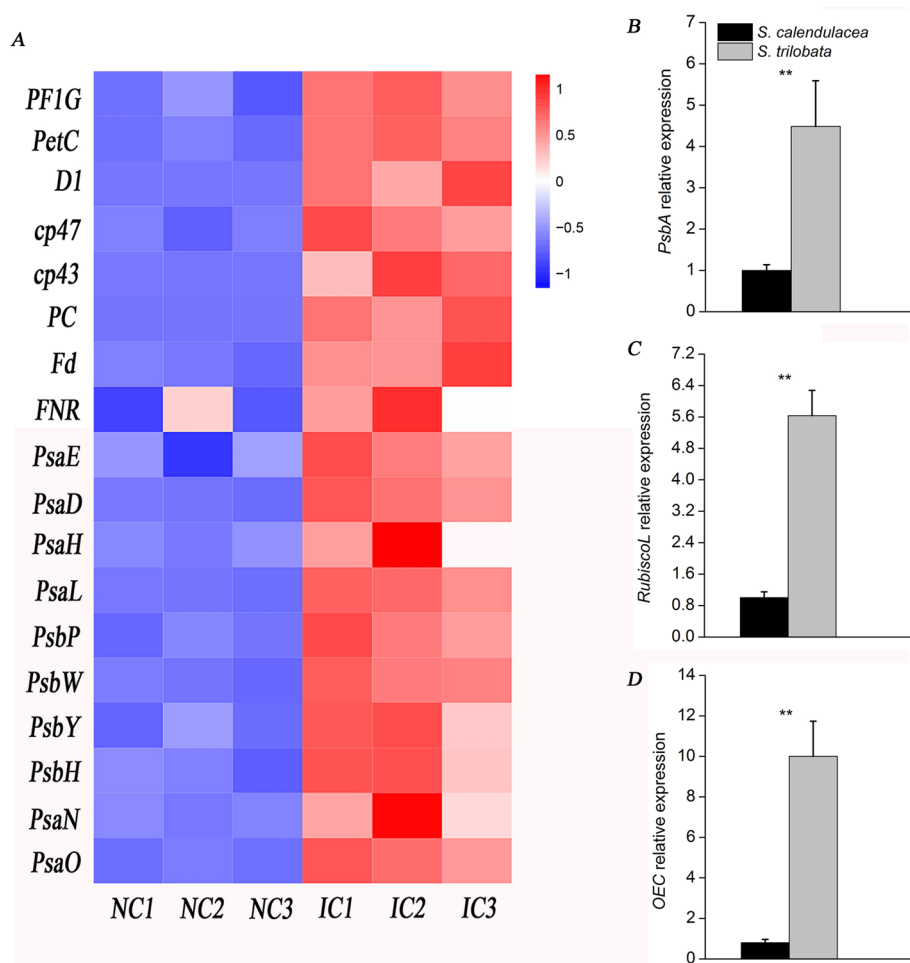 A
PF1G
PetC
D1
cp47
cp43
PC
Fd
FNR
PsaE
PsaD
PsaH
PsaL
PsbP
PsbW
PsbY
PsbH
PsaN
PsaO
NC1 NC2 NC3 IC1 IC2 IC3
1
0.5
0
−0.5
−1
B
S. calendulacea
S. trilobata
**
PsbA relative expression
7
6
5
4
3
2
1
0
C
**
RubiscoL relative expression
7.2
6.4
5.6
4.8
4.0
3.2
2.4
1.6
0.8
0.0
D
**
OEC relative expression
14
12
10
8
6
4
2
0